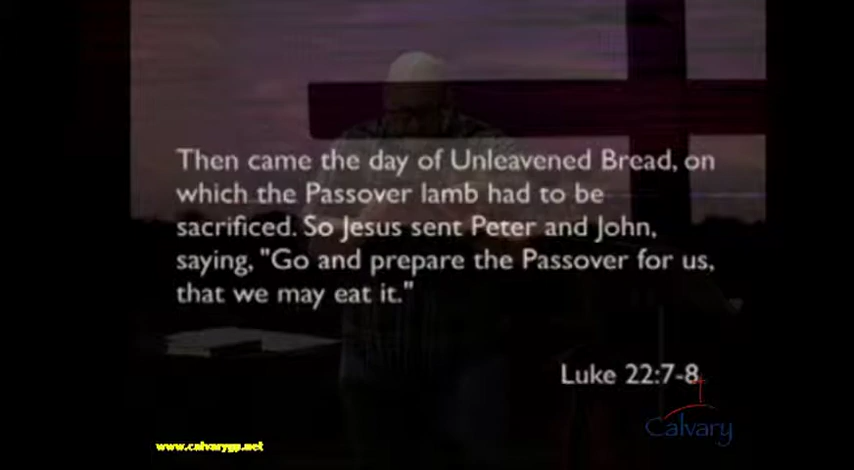 Then came the day of Unleavened Bread, on
which the Passover lamb had to be
sacrificed. So Jesus sent Peter and John,
saying, "Go and prepare the Passover for us,
that we may eat it."
Luke 22:7-8
Calvary
www.calvarygp.net